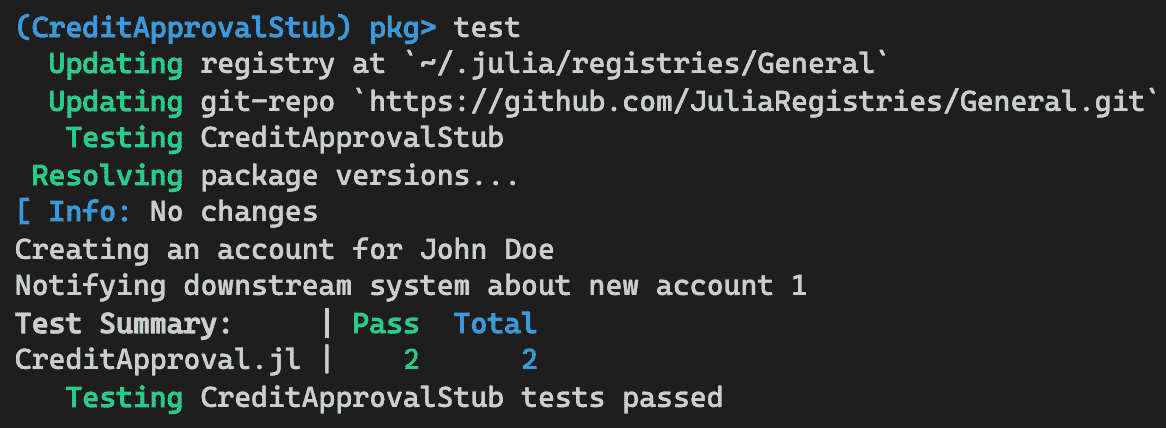 (CreditApprovalStub) pkg> test
Updating registry at `~/.julia/registries/General`
Updating git-repo `https://github.com/JuliaRegistries/General.git`
Testing CreditApprovalStub
Resolving package versions...
[ Info: No changes
Creating an account for John Doe
Notifying downstream system about new account 1
Test Summary:     | Pass  Total
CreditApproval.jl |    2      2
Testing CreditApprovalStub tests passed